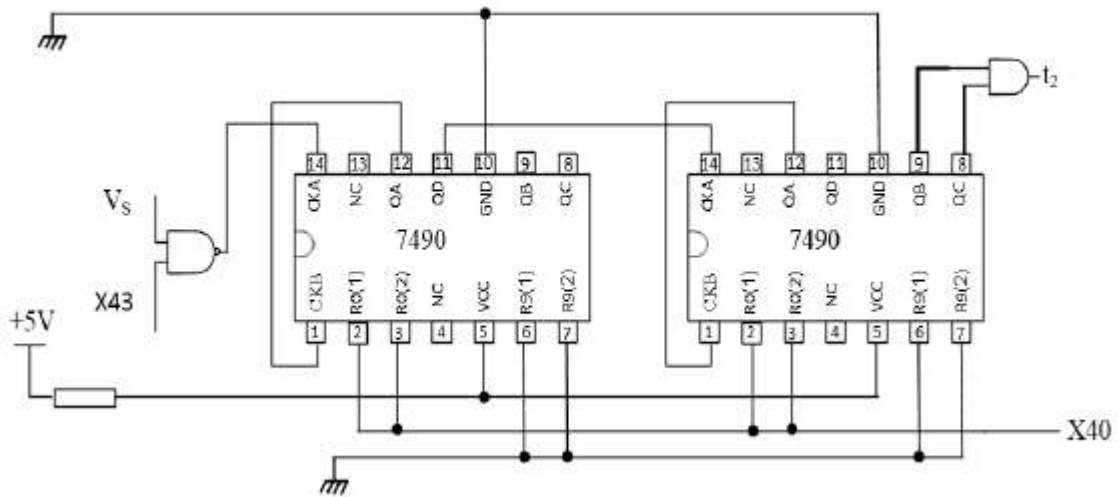 t2
14 13 12 11 10 9 8
CKA NC QA QD GND QB QC
7490
CKB R0(1) R0(2) NC VCC R9(1) R9(2)
1 2 3 4 5 6 7
14 13 12 11 10 9 8
CKA NC QA QD GND QB QC
7490
CKB R0(1) R0(2) NC VCC R9(1) R9(2)
1 2 3 4 5 6 7
VS
X43
+5V
X40